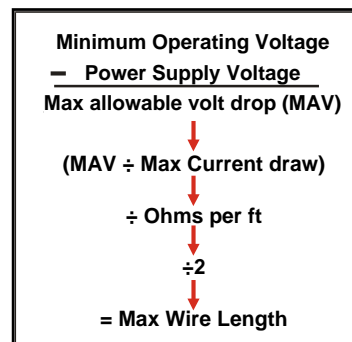 Minimum Operating Voltage
– Power Supply Voltage
Max allowable volt drop (MAV)
(MAV ÷ Max Current draw)
÷ Ohms per ft
÷2
= Max Wire Length